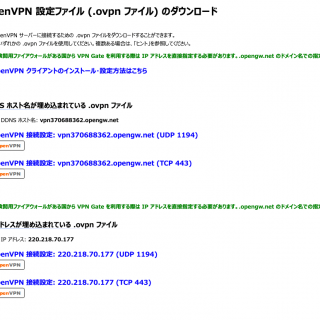 enVPN 設定ファイル (.ovpn ファイル) のダウンロード
enVPN サーバーに接続するための .ovpn ファイルをダウンロードすることができます。
いずれかの .ovpn ファイルを使用してください。複数ある場合は、「ヒント」を参照してください。
検閲用ファイアウォールがある国から VPN Gate を利用する際は IP アドレスを直接指定する必要があります。.opengw.net のドメイン名での指定
penVPN クライアントのインストール・設定方法はこちら
NS ホスト名が埋め込まれている .ovpn ファイル
DDNS ホスト名: vpn370688362.opengw.net
penVPN 接続設定: vpn370688362.opengw.net (UDP 1194)
OPENVPN
penVPN 接続設定: vpn370688362.opengw.net (TCP 443)
OPENVPN
検閲用ファイアウォールがある国から VPN Gate を利用する際は IP アドレスを直接指定する必要があります。.opengw.net のドメイン名での指定
ドレスが埋め込まれている .ovpn ファイル
IP アドレス: 220.218.70.177
penVPN 接続設定: 220.218.70.177 (UDP 1194)
OPENVPN
penVPN 接続設定: 220.218.70.177 (TCP 443)
OPENVPN